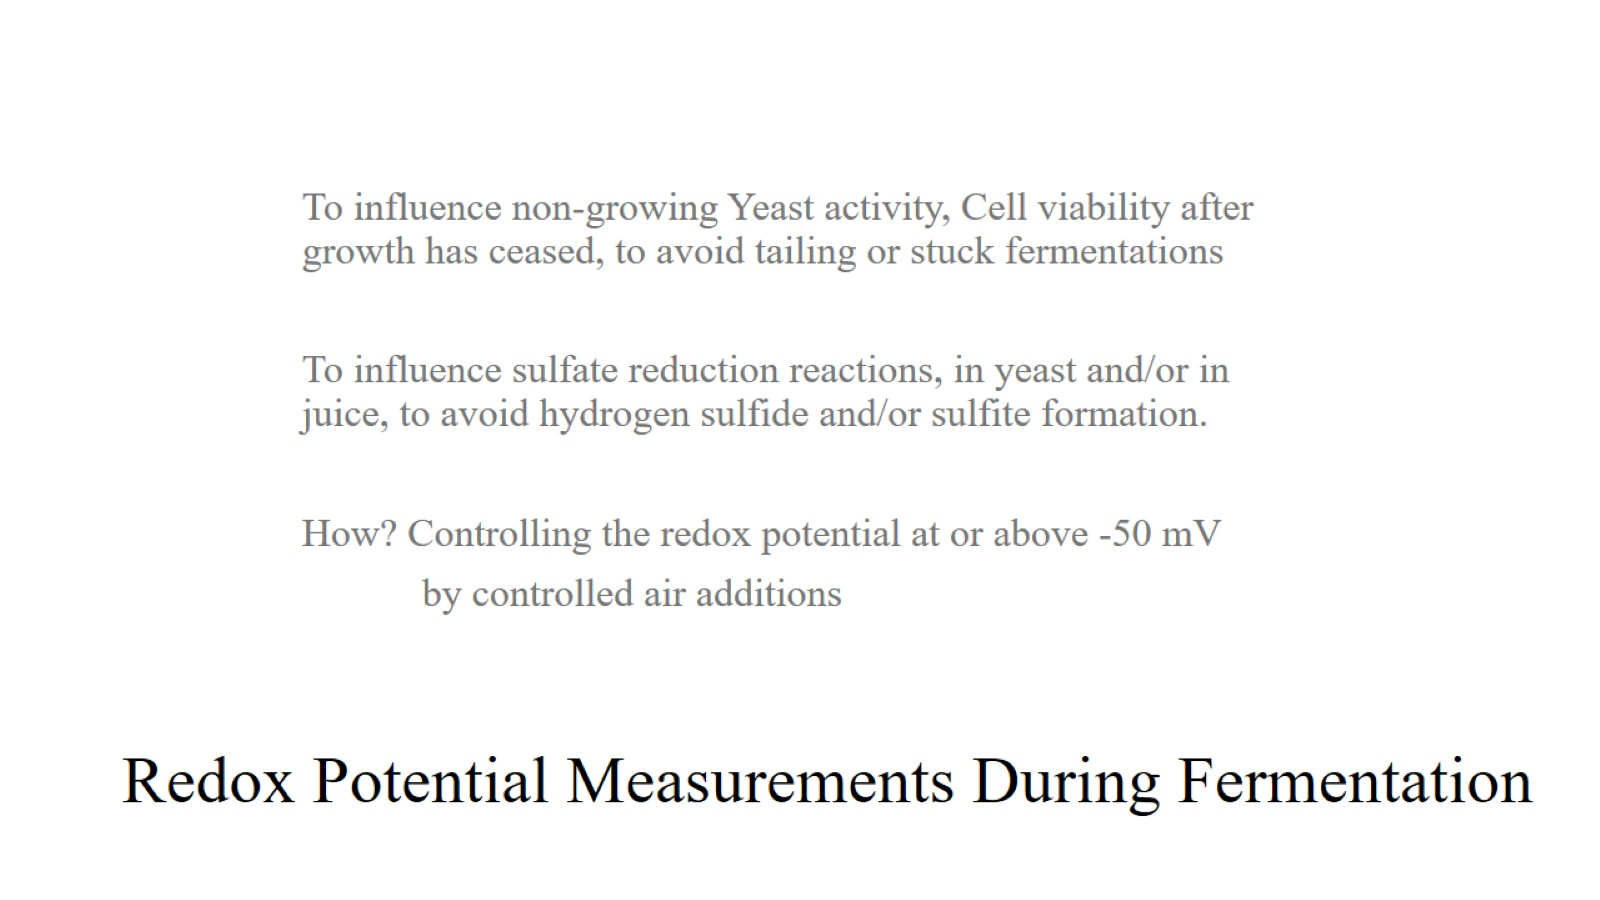 To influence non-growing Yeast activity, Cell viability after
growth has ceased, to avoid tailing or stuck fermentations
To influence sulfate reduction reactions, in yeast and/or in
juice, to avoid hydrogen sulfide and/or sulfite formation.
How? Controlling the redox potential at or above -50 mV
by controlled air additions
Redox Potential Measurements During Fermentation